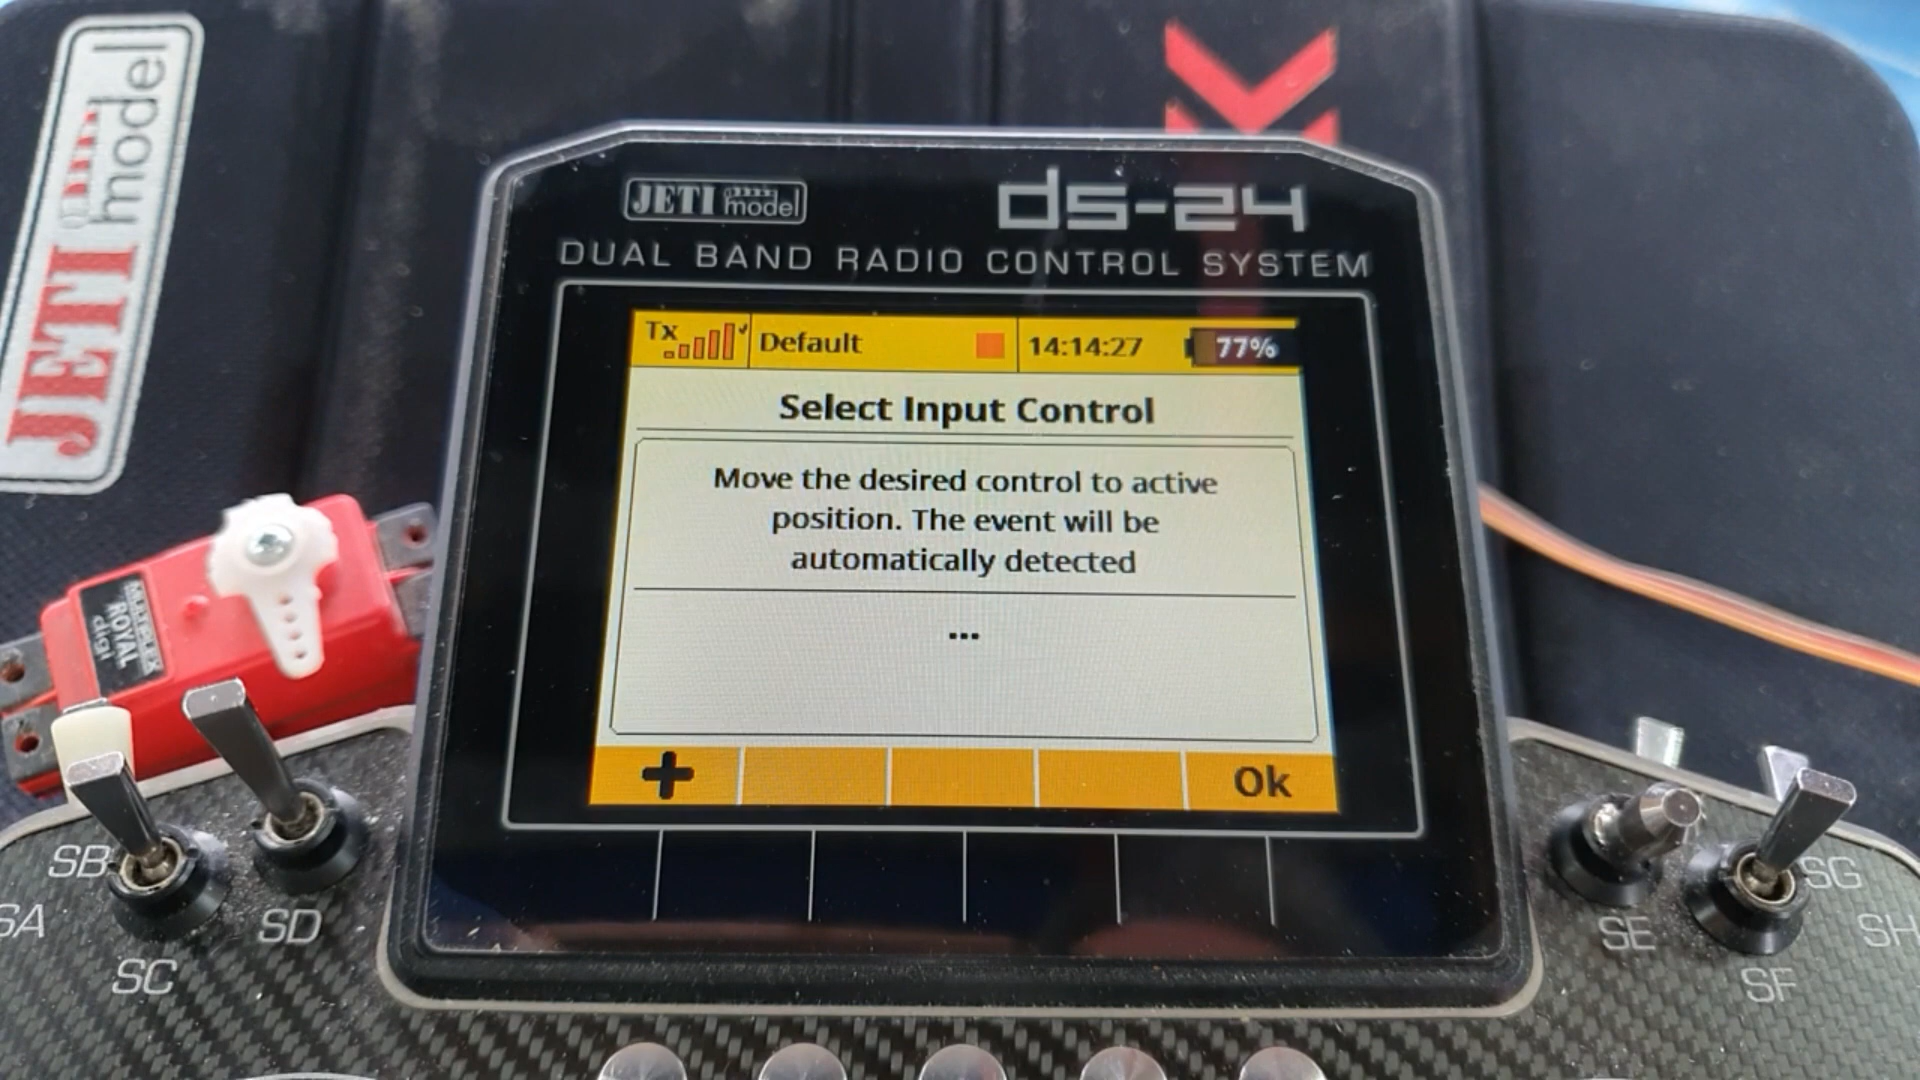 JETI model
JETI model
ds-24
DUAL BAND RADIO CONTROL SYSTEM
Tx
Default
14:14:27
77%
Select Input Control
Move the desired control to active
position. The event will be
automatically detected
...
+
Ok
MULTIPLEX
ROYAL
digi
SB
SA
SC
SD
SE
SG
SH
SF